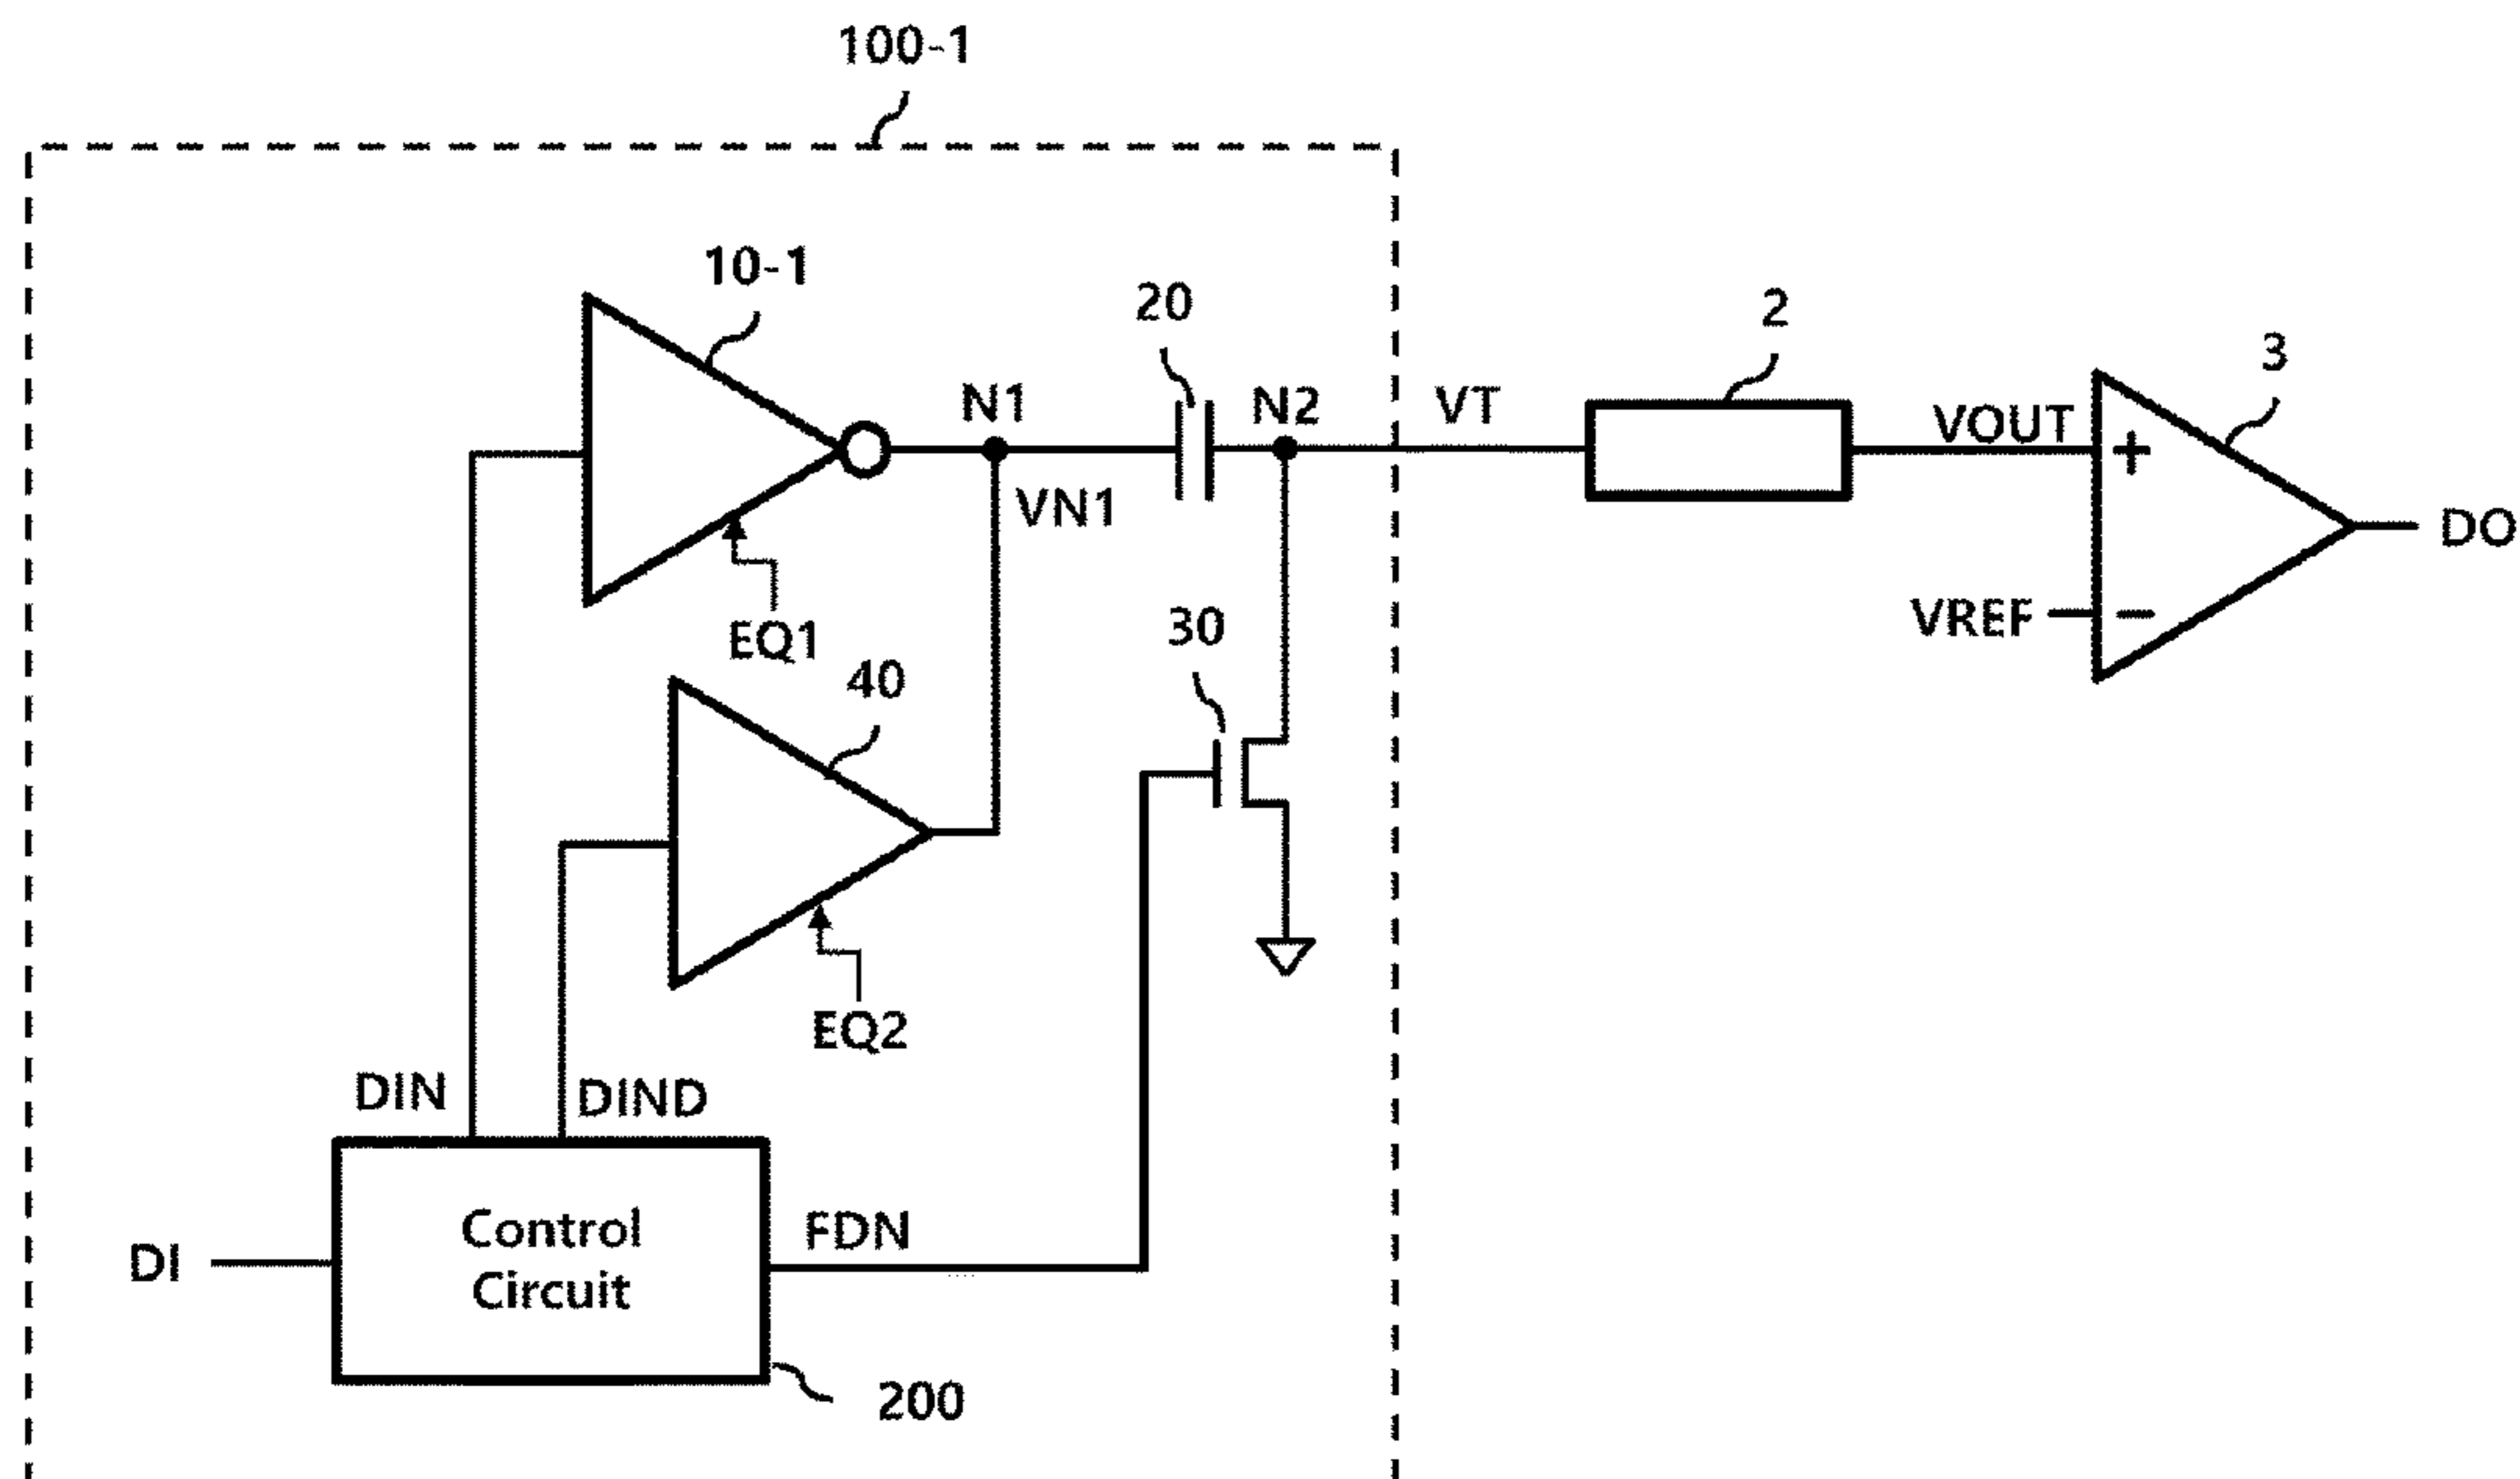 100-1
10-1
20
2
3
N1
N2
VT
VOUT
+
VN1
DO
EQ1
30
VREF
−
40
EQ2
DIN
DIND
Control
Circuit
FDN
DI
200